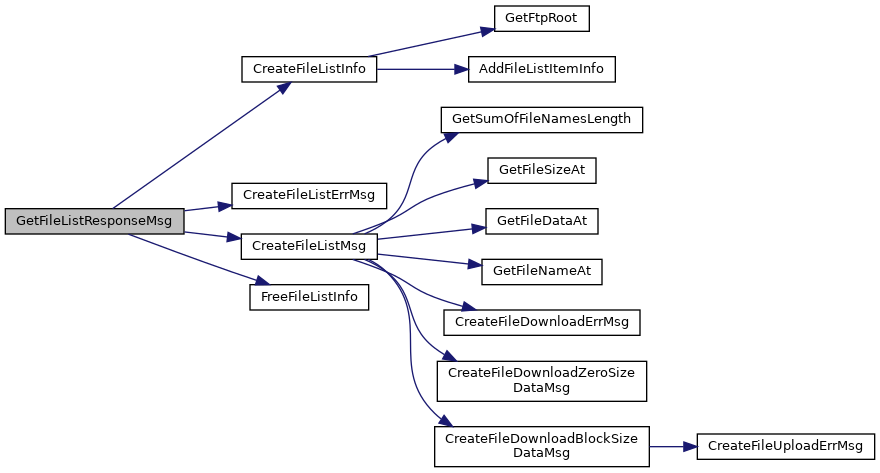 GetFtpRoot
CreateFileListInfo
AddFileListItemInfo
GetSumOfFileNamesLength
GetFileSizeAt
CreateFileListErrMsg
GetFileListResponseMsg
GetFileDataAt
CreateFileListMsg
GetFileNameAt
FreeFileListInfo
CreateFileDownloadErrMsg
CreateFileDownloadZeroSize
DataMsg
CreateFileDownloadBlockSize
DataMsg
CreateFileUploadErrMsg